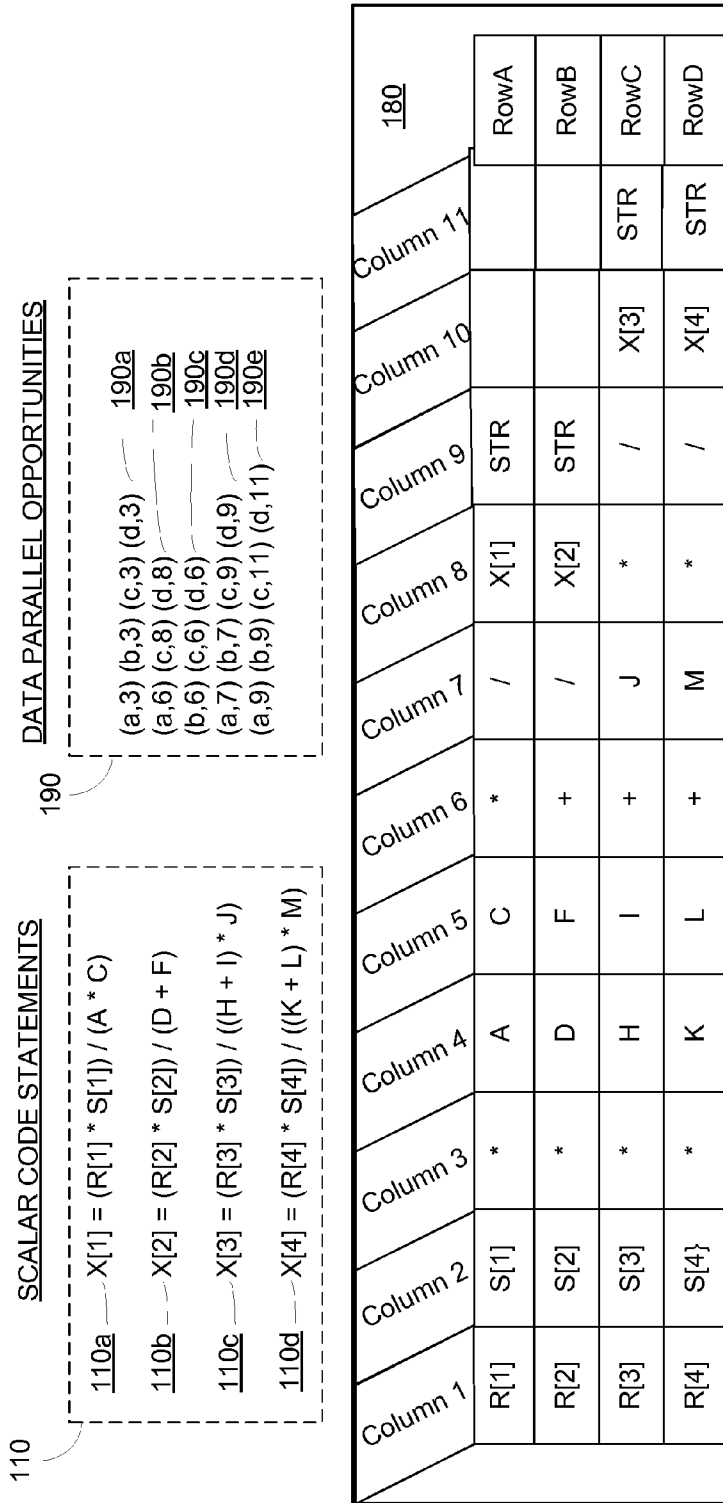 SCALAR CODE STATEMENTS
110
110a X[1] = (R[1] * S[1]) / (A * C)
110b X[2] = (R[2] * S[2]) / (D + F)
110c X[3] = (R[3] * S[3]) / ((H + I) * J)
110d X[4] = (R[4] * S[4]) / ((K + L) * M)
DATA PARALLEL OPPORTUNITIES
190
(a,3) (b,3) (c,3) (d,3) 190a
(a,6) (c,8) (d,8) 190b
(b,6) (c,6) (d,6) 190c
(a,7) (b,7) (c,9) (d,9) 190d
(a,9) (b,9) (c,11) (d,11) 190e
Column 1 Column 2 Column 3 Column 4 Column 5 Column 6 Column 7 Column 8 Column 9 Column 10 Column 11 180
R[1] S[1] * A C * / X[1] STR RowA
R[2] S[2] * D F + / X[2] STR RowB
R[3] S[3] * H I + J * / X[3] STR RowC
R[4] S[4} * K L + M * / X[4] STR RowD